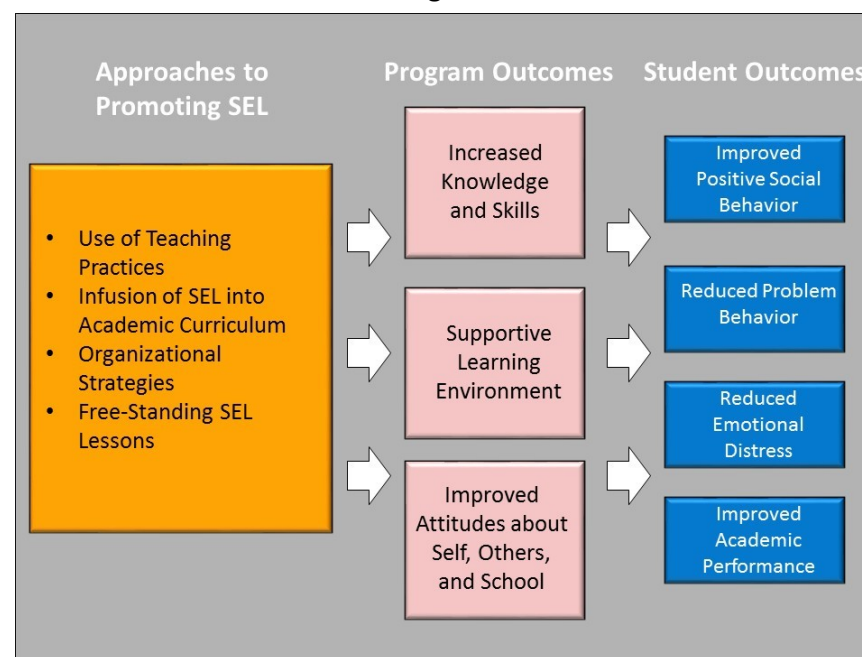 Approaches to
Promoting SEL
• Use of Teaching
Practices
• Infusion of SEL into
Academic Curriculum
• Organizational
Strategies
• Free-Standing SEL
Lessons
Program Outcomes
Increased
Knowledge
and Skills
Supportive
Learning
Environment
Improved
Attitudes about
Self, Others,
and School
Student Outcomes
Improved
Positive Social
Behavior
Reduced Problem
Behavior
Reduced
Emotional
Distress
Improved
Academic
Performance